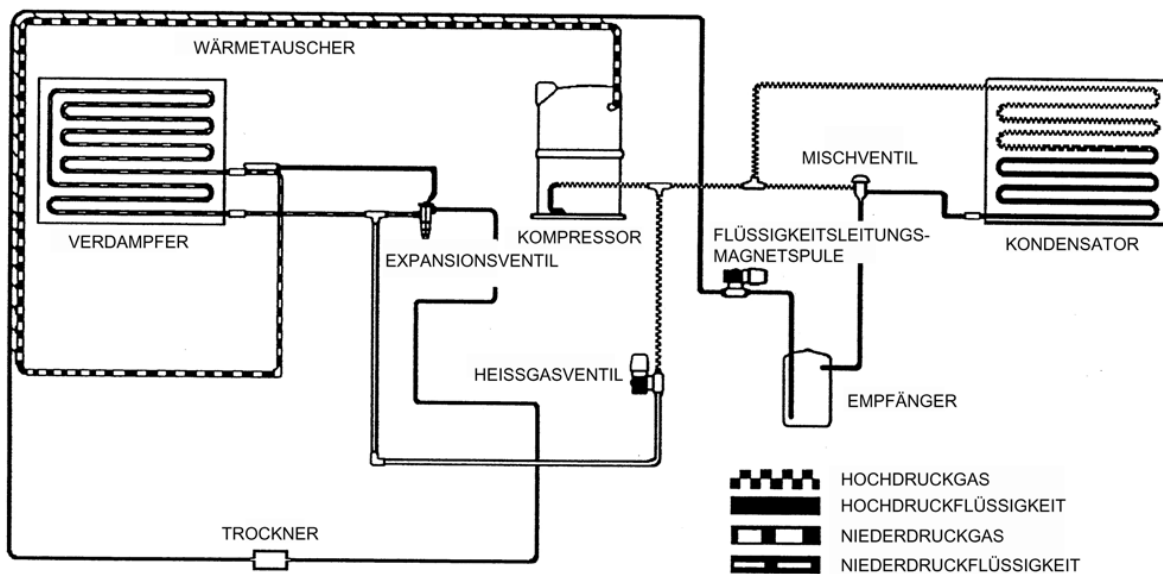 WÄRMETAUSCHER
MISCHVENTIL
VERDAMPFER
EXPANSIONSVENTIL
KOMPRESSOR
FLÜSSIGKEITSLEITUNGS-
MAGNETSPULE
KONDENSATOR
HEISSGASVENTIL
EMPFÄNGER
TROCKNER
HOCHDRUCKGAS
HOCHDRUCKFLÜSSIGKEIT
NIEDERDRUCKGAS
NIEDERDRUCKFLÜSSIGKEIT